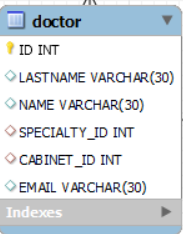 doctor
ID INT
LASTNAME VARCHAR(30)
NAME VARCHAR(30)
SPECIALTY_ID INT
CABINET_ID INT
EMAIL VARCHAR(30)
Indexes